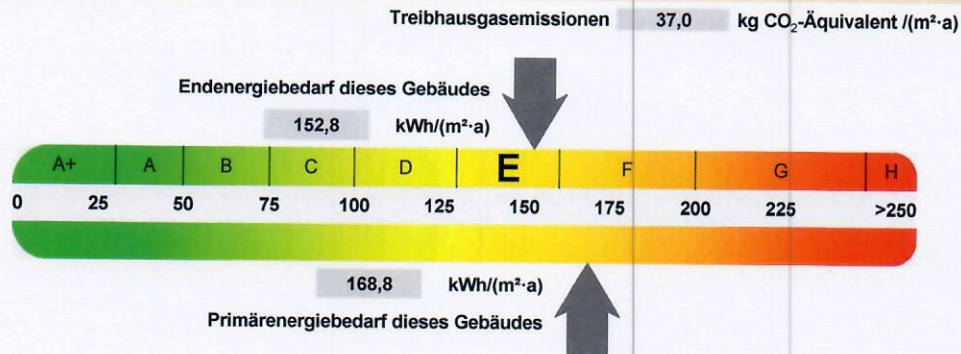 Treibhausgasemissionen 37,0 kg CO₂-Äquivalent /(m²·a)
Endenergiebedarf dieses Gebäudes
152,8 kWh/(m²·a)
A+ A B C D E F G H
0 25 50 75 100 125 150 175 200 225 >250
168,8 kWh/(m²·a)
Primärenergiebedarf dieses Gebäudes